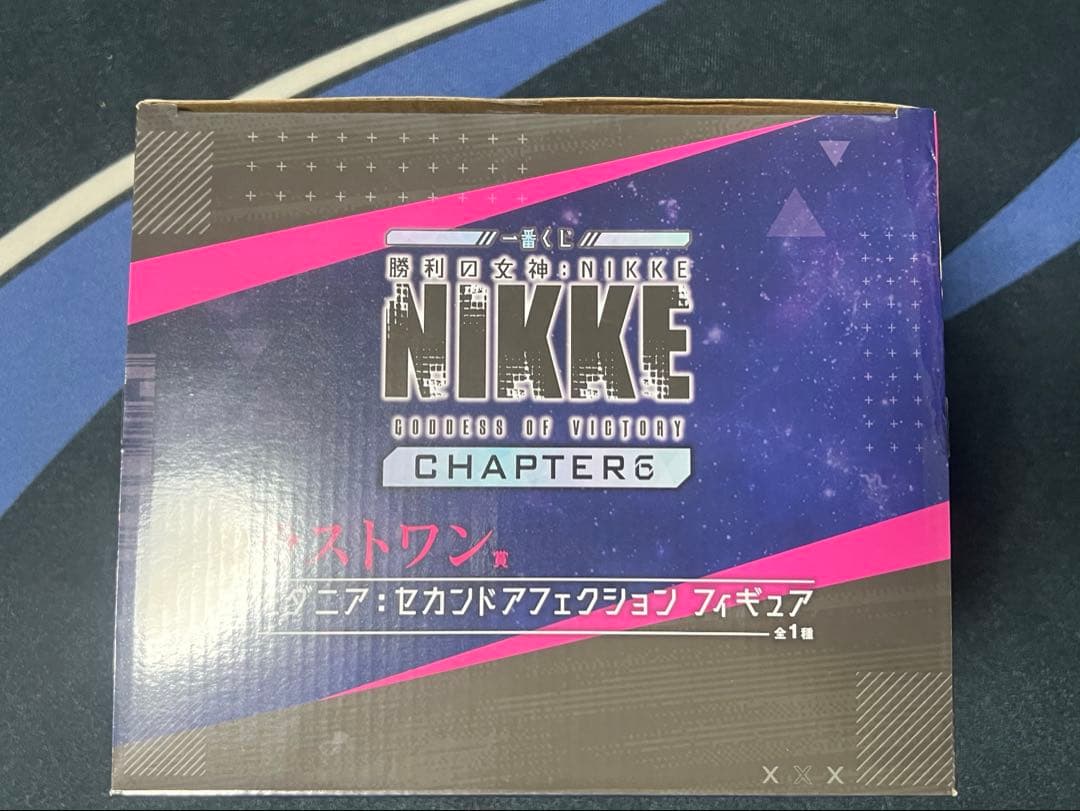 一番くじ
勝利の女神:NIKKE
NIKKE
GODDESS OF VICTORY
CHAPTER6
ラストワン賞
ダニア:セカンドアフェクション フィギュア
全1種
X X X